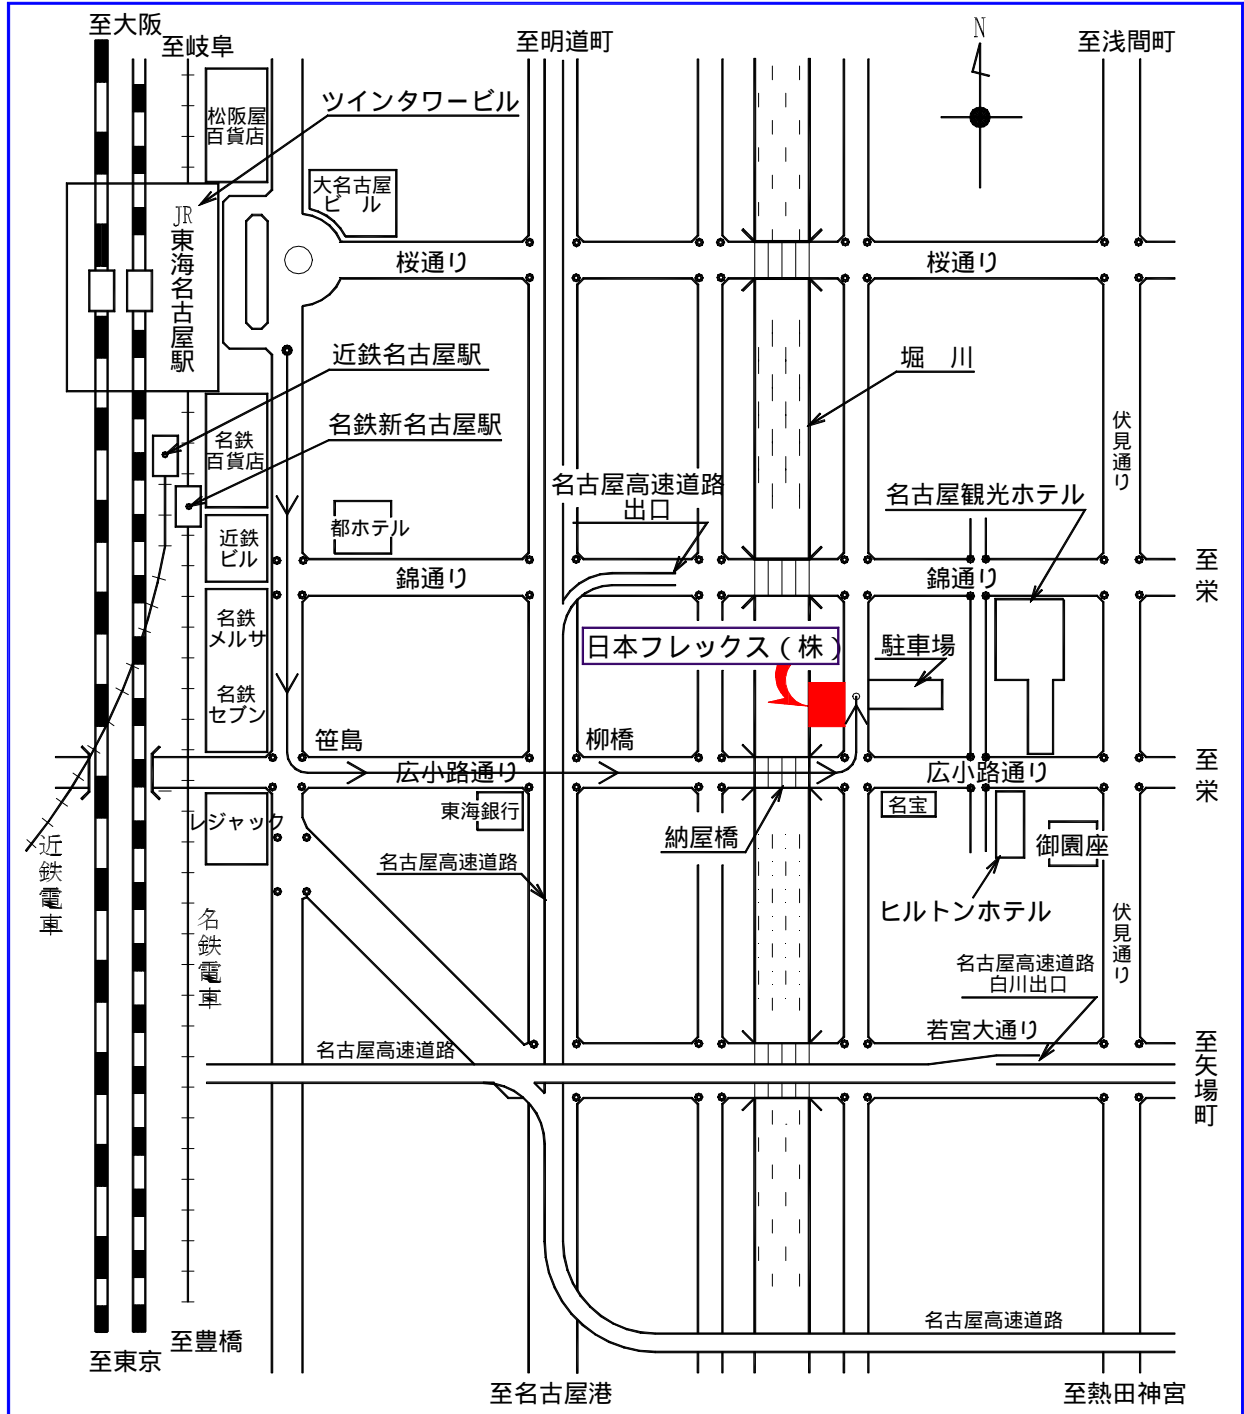 至大阪
至岐阜
至明道町
N
至浅間町
松阪屋
百貨店
ツインタワービル
大名古屋
ビル
JR
東海名古屋駅
桜通り
桜通り
近鉄名古屋駅
堀 川
名鉄新名古屋駅
名鉄
百貨店
伏見通り
名古屋高速道路
出口
名古屋観光ホテル
都ホテル
近鉄
ビル
錦通り
錦通り
至栄
名鉄
メルサ
日本フレックス（株）
駐車場
名鉄
セブン
笹島
柳橋
広小路通り
広小路通り
至栄
レジャック
東海銀行
名宝
納屋橋
御園座
近鉄電車
名古屋高速道路
名鉄電車
ヒルトンホテル
伏見通り
名古屋高速道路
白川出口
若宮大通り
名古屋高速道路
至矢場町
名古屋高速道路
至豊橋
至東京
至名古屋港
至熱田神宮